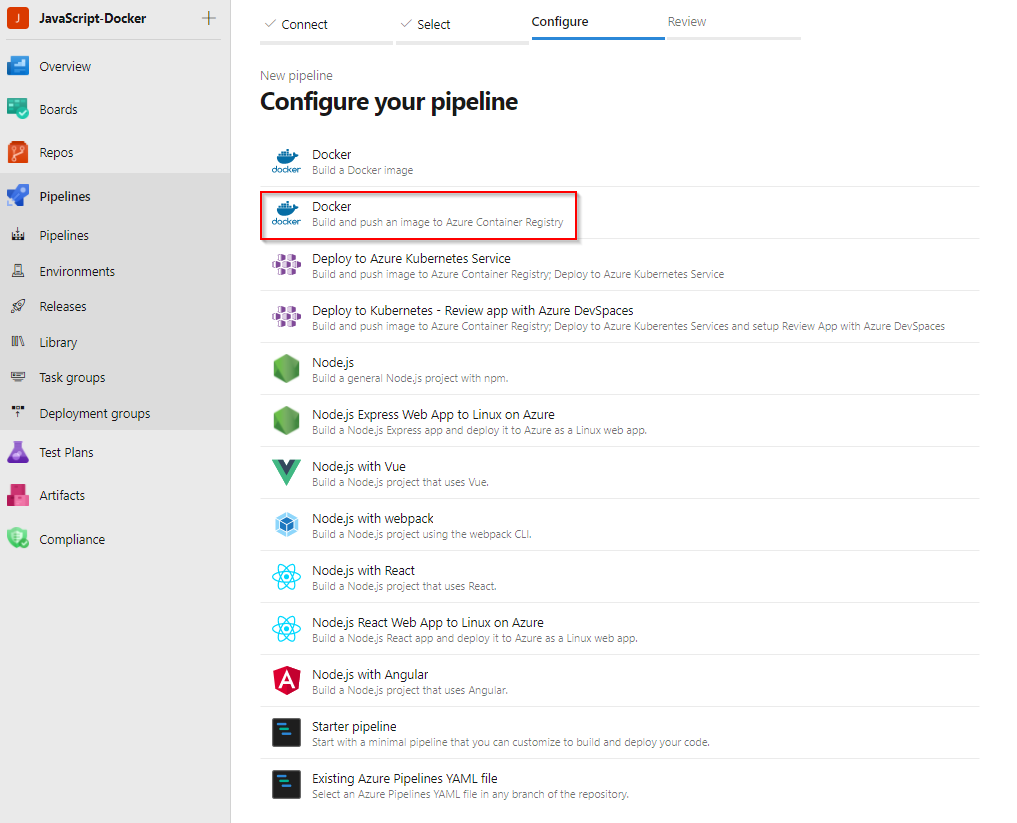 J JavaScript-Docker +
Overview
Boards
Repos
Pipelines
Pipelines
Environments
Releases
Library
Task groups
Deployment groups
Test Plans
Artifacts
Compliance
Connect Select Configure Review
New pipeline
Configure your pipeline
docker Docker
Build a Docker image
docker Docker
Build and push an image to Azure Container Registry
Deploy to Azure Kubernetes Service
Build and push image to Azure Container Registry; Deploy to Azure Kubernetes Service
Deploy to Kubernetes - Review app with Azure DevSpaces
Build and push image to Azure Container Registry; Deploy to Azure Kuberentes Services and setup Review App with Azure DevSpaces
Node.js
Build a general Node.js project with npm.
Node.js Express Web App to Linux on Azure
Build a Node.js Express app and deploy it to Azure as a Linux web app.
Node.js with Vue
Build a Node.js project that uses Vue.
Node.js with webpack
Build a Node.js project using the webpack CLI.
Node.js with React
Build a Node.js project that uses React.
Node.js React Web App to Linux on Azure
Build a Node.js React app and deploy it to Azure as a Linux web app.
Node.js with Angular
Build a Node.js project that uses Angular.
Starter pipeline
Start with a minimal pipeline that you can customize to build and deploy your code.
Existing Azure Pipelines YAML file
Select an Azure Pipelines YAML file in any branch of the repository.